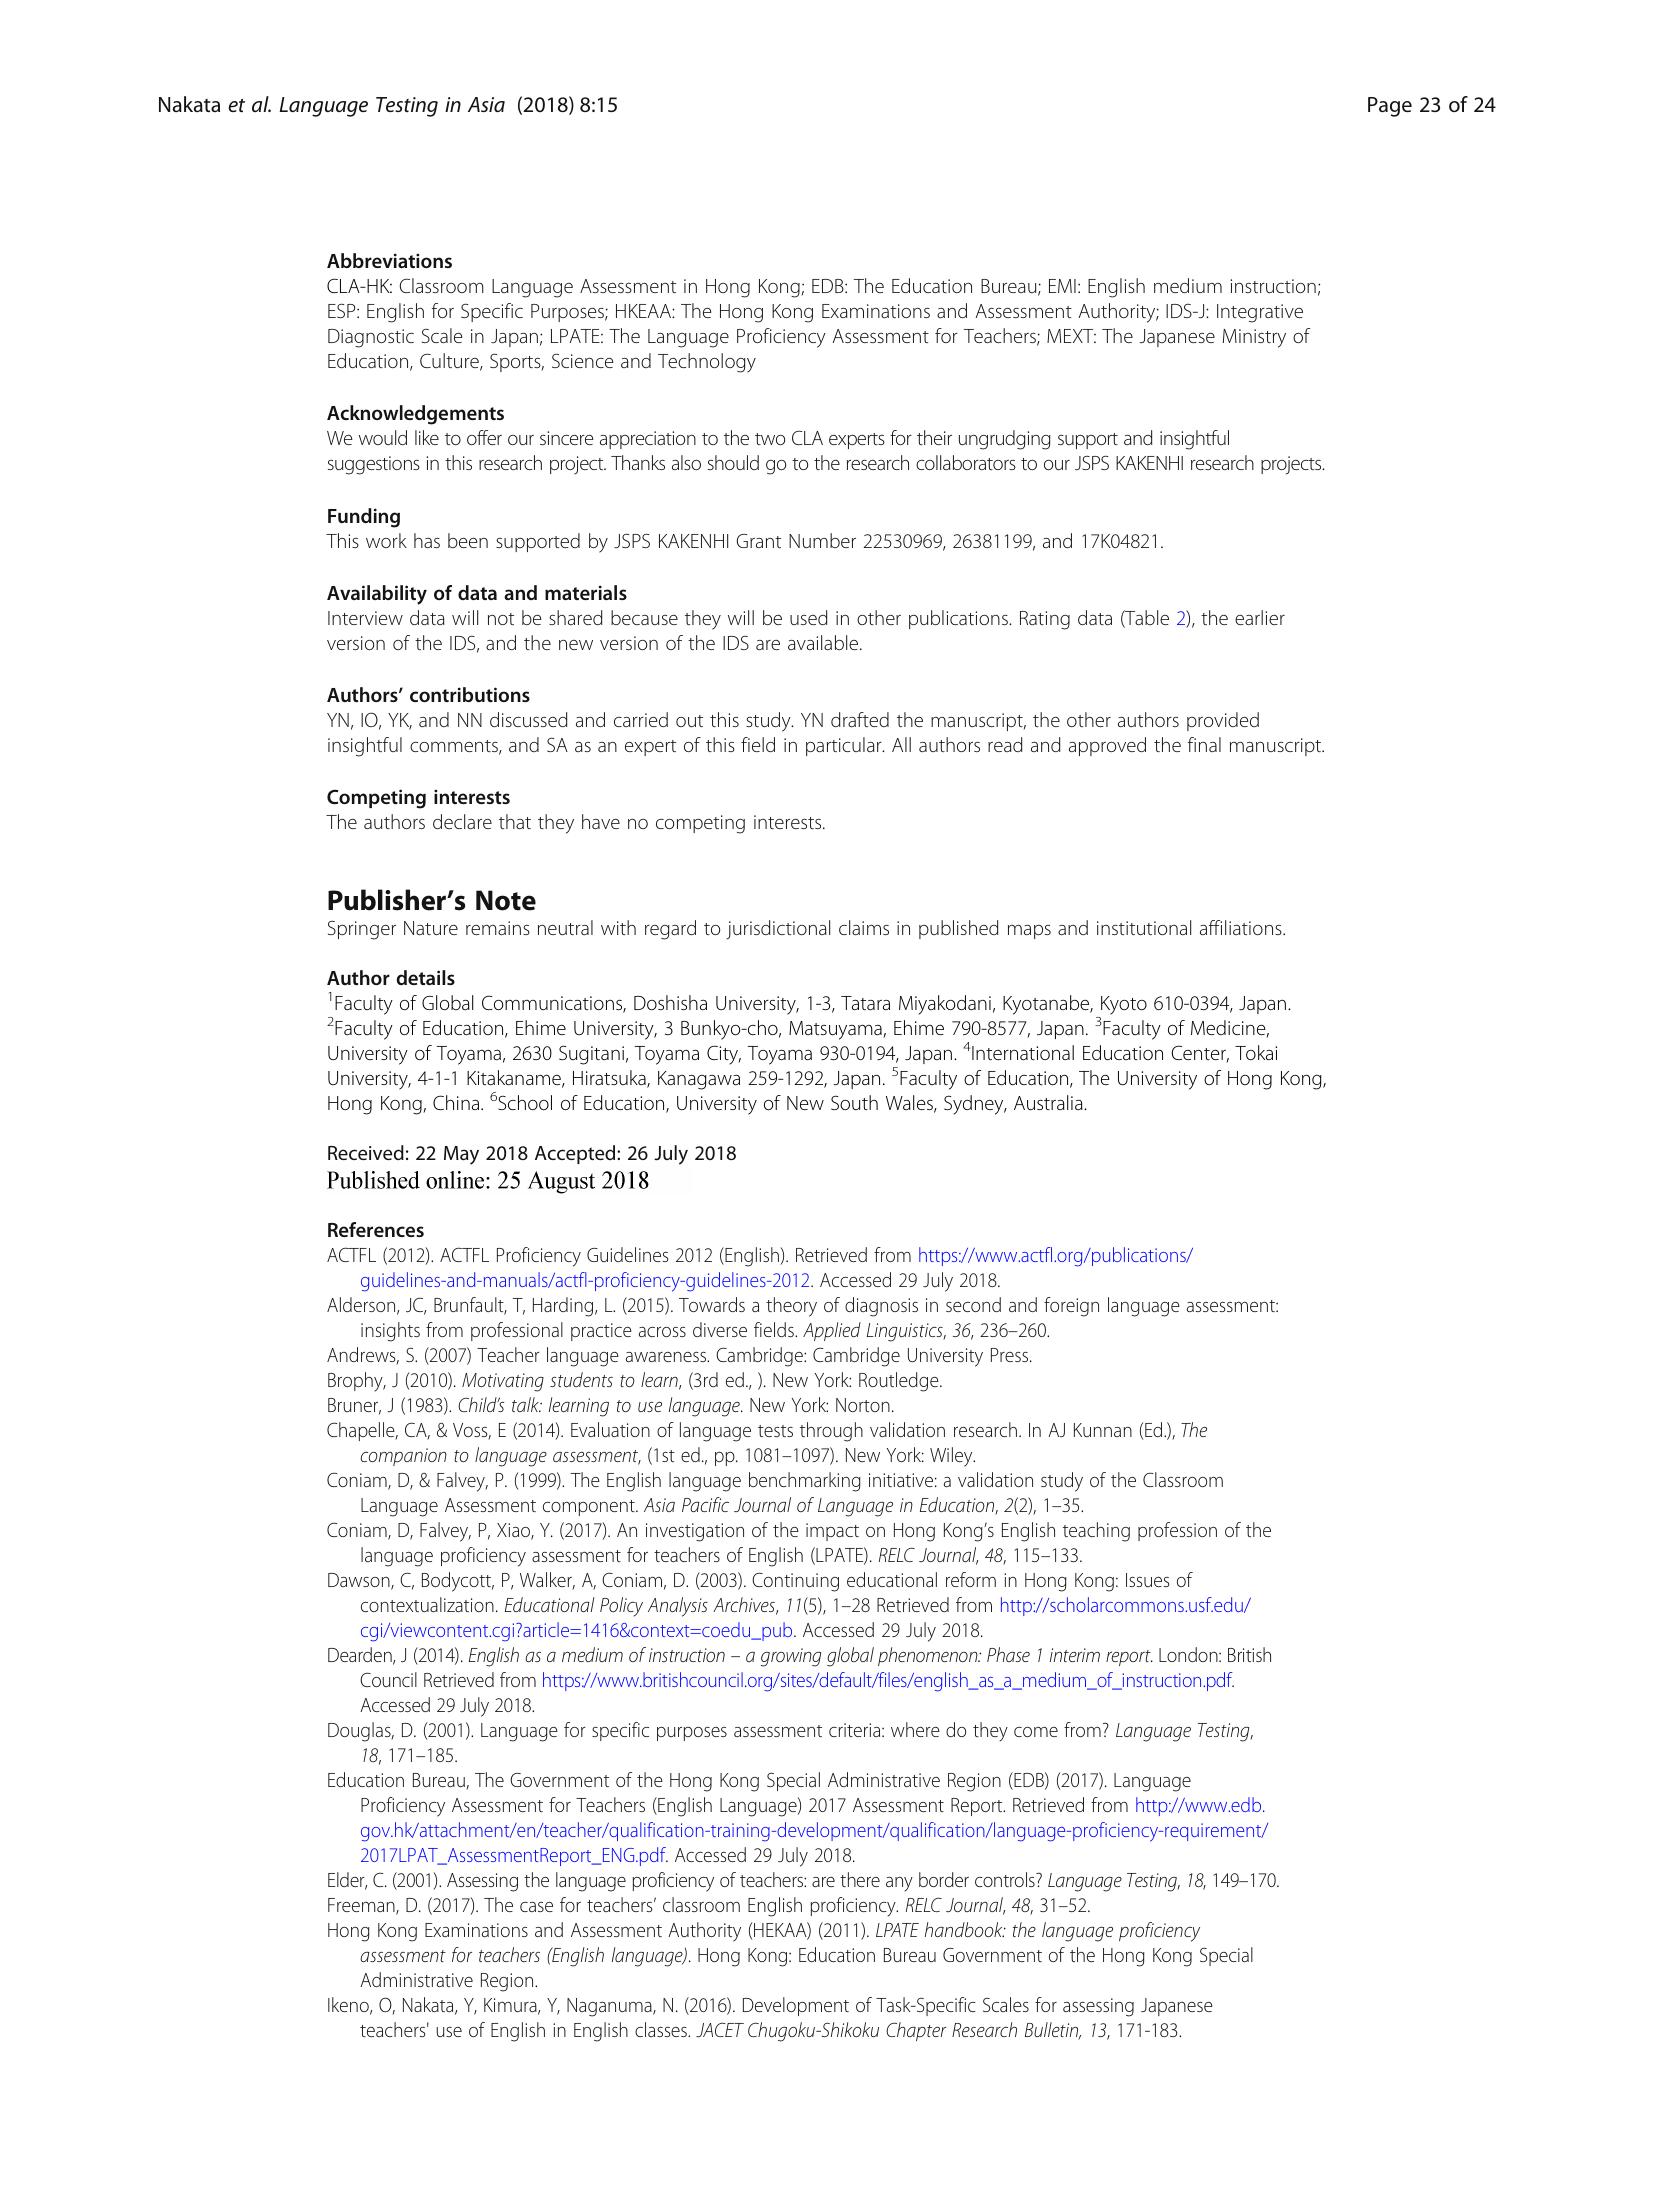 Nakata et al. Language Testing in Asia (2018) 8:15
Page 23 of 24
Abbreviations
CLA-HK: Classroom Language Assessment in Hong Kong; EDB: The Education Bureau; EMI: English medium instruction;
ESP: English for Specific Purposes; HKEAA: The Hong Kong Examinations and Assessment Authority; IDS-J: Integrative
Diagnostic Scale in Japan; LPATE: The Language Proficiency Assessment for Teachers; MEXT: The Japanese Ministry of
Education, Culture, Sports, Science and Technology
Acknowledgements
We would like to offer our sincere appreciation to the two CLA experts for their ungrudging support and insightful
suggestions in this research project. Thanks also should go to the research collaborators to our JSPS KAKENHI research projects.
Funding
This work has been supported by JSPS KAKENHI Grant Number 22530969, 26381199, and 17K04821.
Availability of data and materials
Interview data will not be shared because they will be used in other publications. Rating data (Table 2), the earlier
version of the IDS, and the new version of the IDS are available.
Authors’ contributions
YN, IO, YK, and NN discussed and carried out this study. YN drafted the manuscript, the other authors provided
insightful comments, and SA as an expert of this field in particular. All authors read and approved the final manuscript.
Competing interests
The authors declare that they have no competing interests.
Publisher’s Note
Springer Nature remains neutral with regard to jurisdictional claims in published maps and institutional affiliations.
Author details
1Faculty of Global Communications, Doshisha University, 1-3, Tatara Miyakodani, Kyotanabe, Kyoto 610-0394, Japan.
2Faculty of Education, Ehime University, 3 Bunkyo-cho, Matsuyama, Ehime 790-8577, Japan. 3Faculty of Medicine,
University of Toyama, 2630 Sugitani, Toyama City, Toyama 930-0194, Japan. 4International Education Center, Tokai
University, 4-1-1 Kitakaname, Hiratsuka, Kanagawa 259-1292, Japan. 5Faculty of Education, The University of Hong Kong,
Hong Kong, China. 6School of Education, University of New South Wales, Sydney, Australia.
Received: 22 May 2018 Accepted: 26 July 2018
Published online: 25 August 2018
References
ACTFL (2012). ACTFL Proficiency Guidelines 2012 (English). Retrieved from https://www.actfl.org/publications/
guidelines-and-manuals/actfl-proficiency-guidelines-2012. Accessed 29 July 2018.
Alderson, JC, Brunfault, T, Harding, L. (2015). Towards a theory of diagnosis in second and foreign language assessment:
insights from professional practice across diverse fields. Applied Linguistics, 36, 236–260.
Andrews, S. (2007) Teacher language awareness. Cambridge: Cambridge University Press.
Brophy, J (2010). Motivating students to learn, (3rd ed., ). New York: Routledge.
Bruner, J (1983). Child’s talk: learning to use language. New York: Norton.
Chapelle, CA, & Voss, E (2014). Evaluation of language tests through validation research. In AJ Kunnan (Ed.), The
companion to language assessment, (1st ed., pp. 1081–1097). New York: Wiley.
Coniam, D, & Falvey, P. (1999). The English language benchmarking initiative: a validation study of the Classroom
Language Assessment component. Asia Pacific Journal of Language in Education, 2(2), 1–35.
Coniam, D, Falvey, P, Xiao, Y. (2017). An investigation of the impact on Hong Kong’s English teaching profession of the
language proficiency assessment for teachers of English (LPATE). RELC Journal, 48, 115–133.
Dawson, C, Bodycott, P, Walker, A, Coniam, D. (2003). Continuing educational reform in Hong Kong: Issues of
contextualization. Educational Policy Analysis Archives, 11(5), 1–28 Retrieved from http://scholarcommons.usf.edu/
cgi/viewcontent.cgi?article=1416&context=coedu_pub. Accessed 29 July 2018.
Dearden, J (2014). English as a medium of instruction – a growing global phenomenon: Phase 1 interim report. London: British
Council Retrieved from https://www.britishcouncil.org/sites/default/files/english_as_a_medium_of_instruction.pdf.
Accessed 29 July 2018.
Douglas, D. (2001). Language for specific purposes assessment criteria: where do they come from? Language Testing,
18, 171–185.
Education Bureau, The Government of the Hong Kong Special Administrative Region (EDB) (2017). Language
Proficiency Assessment for Teachers (English Language) 2017 Assessment Report. Retrieved from http://www.edb.
gov.hk/attachment/en/teacher/qualification-training-development/qualification/language-proficiency-requirement/
2017LPAT_AssessmentReport_ENG.pdf. Accessed 29 July 2018.
Elder, C. (2001). Assessing the language proficiency of teachers: are there any border controls? Language Testing, 18, 149–170.
Freeman, D. (2017). The case for teachers’ classroom English proficiency. RELC Journal, 48, 31–52.
Hong Kong Examinations and Assessment Authority (HEKAA) (2011). LPATE handbook: the language proficiency
assessment for teachers (English language). Hong Kong: Education Bureau Government of the Hong Kong Special
Administrative Region.
Ikeno, O, Nakata, Y, Kimura, Y, Naganuma, N. (2016). Development of Task-Specific Scales for assessing Japanese
teachers' use of English in English classes. JACET Chugoku-Shikoku Chapter Research Bulletin, 13, 171-183.